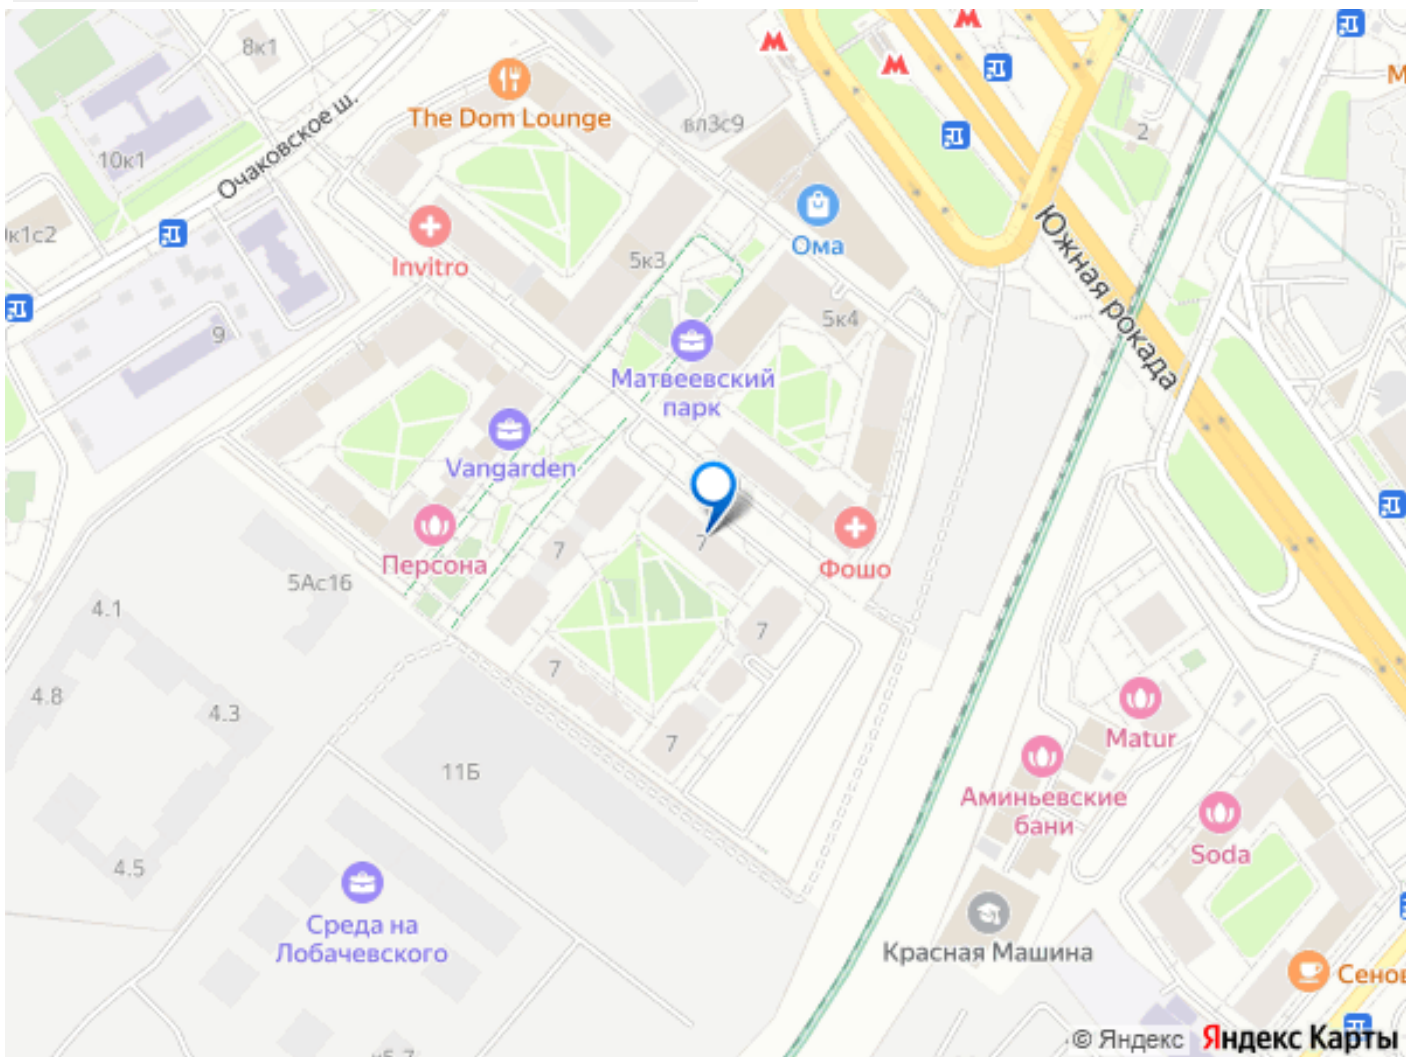 8к1
The Dom Lounge
вл3с9
2
10к1
Очаковское ш.
к1с2
Invitro
5к3
Ома
Южная рокада
9
5к4
Матвеевский
парк
Vangarden
Персона
7
7
Фошо
5Ас16
4.1
7
7
4.8
4.3
7
11Б
Matur
Аминьевские
бани
Soda
4.5
Среда на
Лобачевского
Красная Машина
Сенов
© Яндекс Яндекс Карты